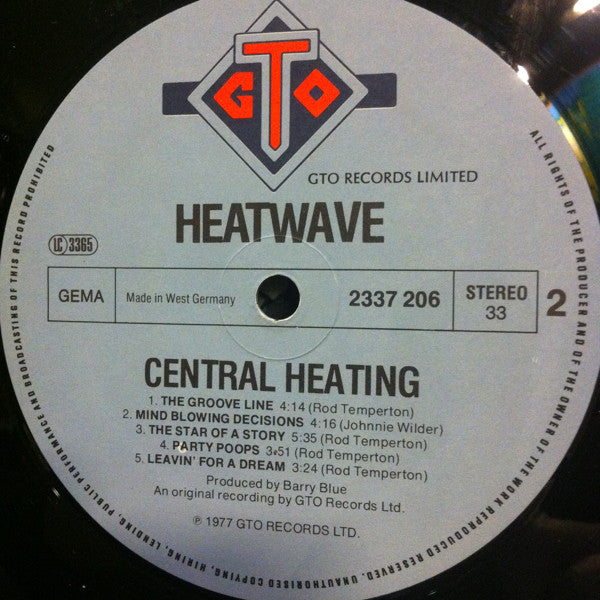 GTO
GTO RECORDS LIMITED
HEATWAVE
LC 3365
GEMA
Made in West Germany
2337 206
STEREO
33
2
CENTRAL HEATING
1. THE GROOVE LINE 4:14 (Rod Temperton)
2. MIND BLOWING DECISIONS 4:16 (Johnnie Wilder)
3. THE STAR OF A STORY 5:35 (Rod Temperton)
4. PARTY POOPS 3:51 (Rod Temperton)
5. LEAVIN' FOR A DREAM 3:24 (Rod Temperton)
Produced by Barry Blue
An original recording by GTO Records Ltd.
℗ 1977 GTO RECORDS LTD.
ALL RIGHTS OF THE PRODUCER AND OF THE OWNER OF THE WORK REPRODUCED RESERVED. UNAUTHORISED COPYING, HIRING, LENDING, PUBLIC PERFORMANCE AND BROADCASTING OF THIS RECORD PROHIBITED